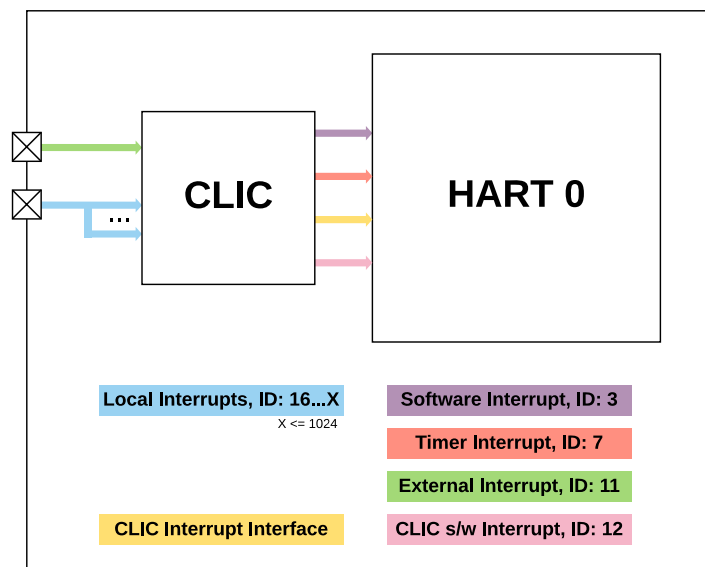 ...
CLIC
HART 0
Local Interrupts, ID: 16...X
X <= 1024
Software Interrupt, ID: 3
Timer Interrupt, ID: 7
External Interrupt, ID: 11
CLIC Interrupt Interface
CLIC s/w Interrupt, ID: 12